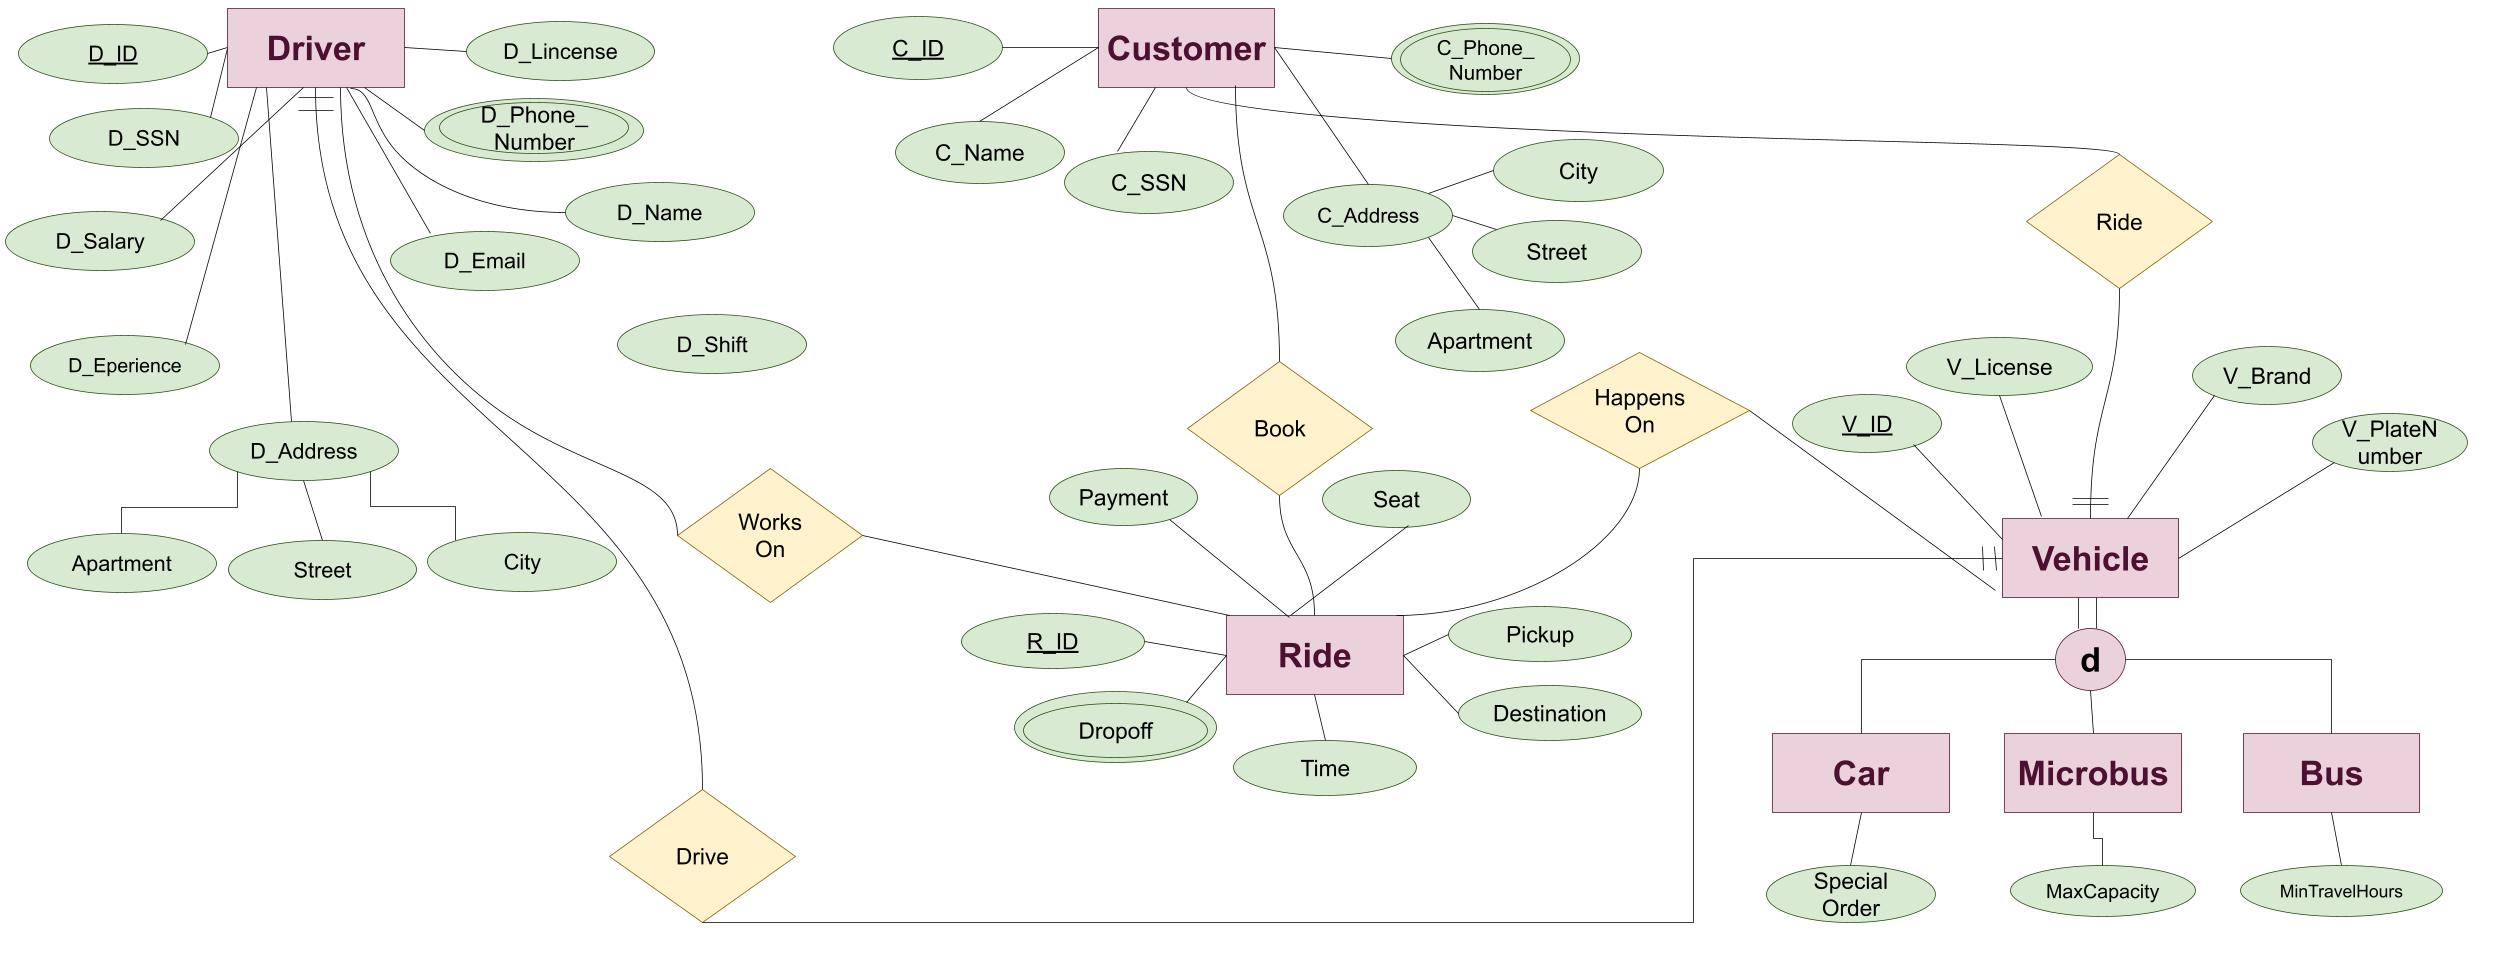 Driver
D_ID
D_Lincense
D_SSN
D_Phone_
Number
D_Salary
D_Name
D_Email
D_Eperience
D_Shift
D_Address
Apartment
Street
City
Customer
C_ID
C_Phone_
Number
C_Name
C_SSN
C_Address
City
Street
Apartment
Ride
Book
Happens
On
Works
On
Drive
Payment
Seat
R_ID
Ride
Pickup
Dropoff
Destination
Time
V_License
V_Brand
V_ID
V_PlateN
umber
Vehicle
d
Car
Microbus
Bus
Special
Order
MaxCapacity
MinTravelHours